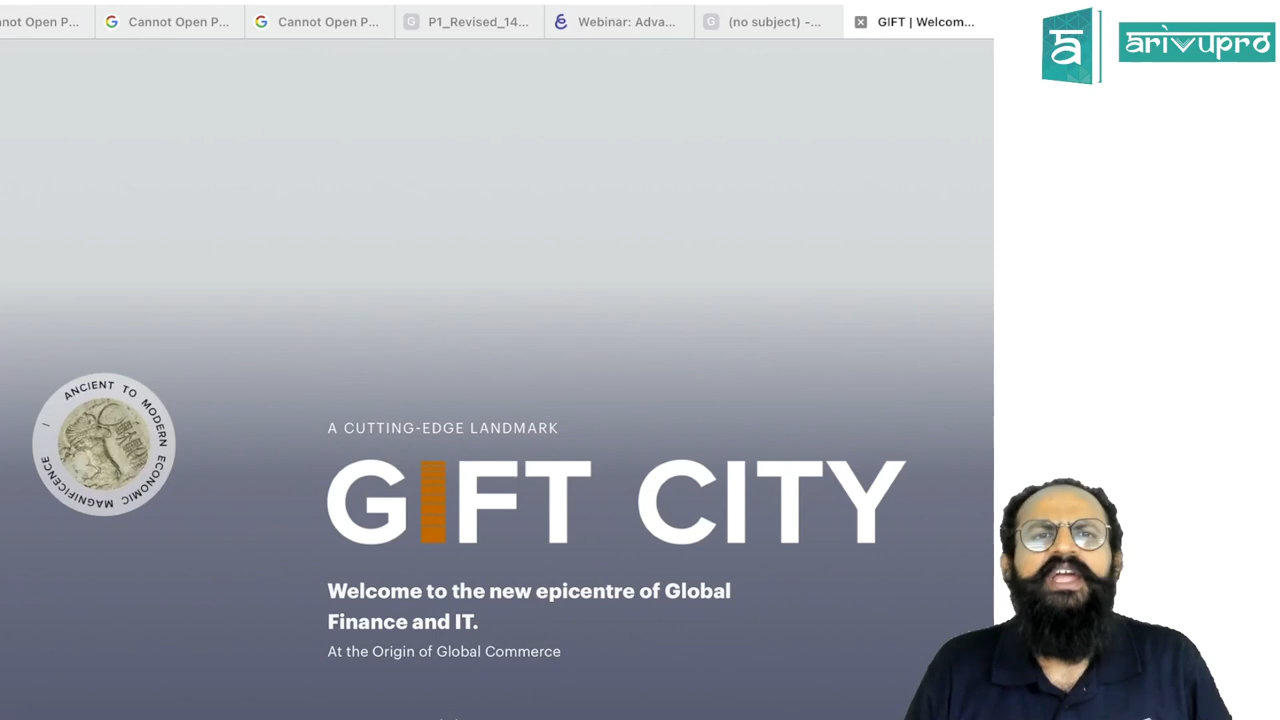 not Open P...
Cannot Open P...
Cannot Open P...
P1_Revised_14...
Webinar: Adva...
(no subject) -...
GIFT | Welcom...
a
arivupro
ANCIENT TO MODERN ECONOMIC MAGNIFICENCE |
A CUTTING-EDGE LANDMARK
GIFT CITY
Welcome to the new epicentre of Global
Finance and IT.
At the Origin of Global Commerce